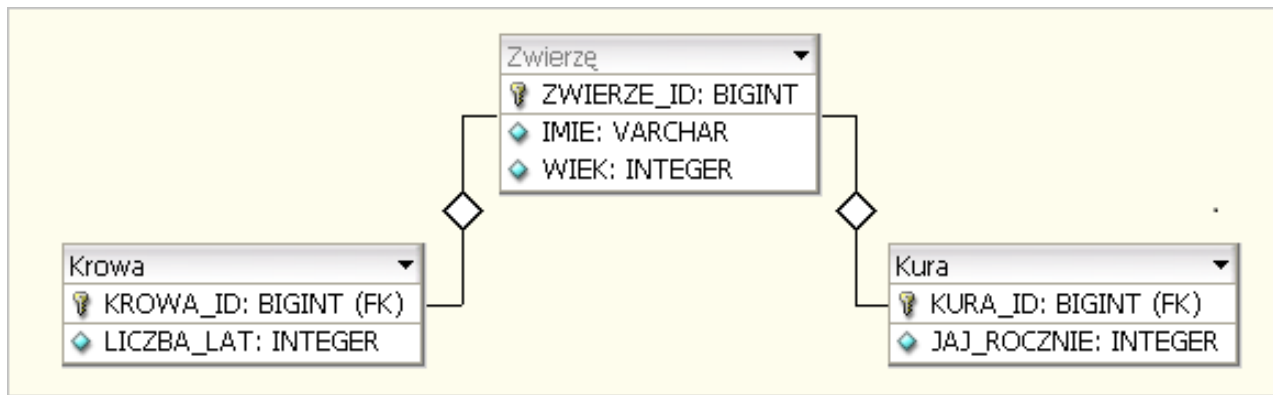 Zwierzę
ZWIERZE_ID: BIGINT
IMIE: VARCHAR
WIEK: INTEGER
Krowa
KROWA_ID: BIGINT (FK)
LICZBA_LAT: INTEGER
Kura
KURA_ID: BIGINT (FK)
JAJ_ROCZNIE: INTEGER